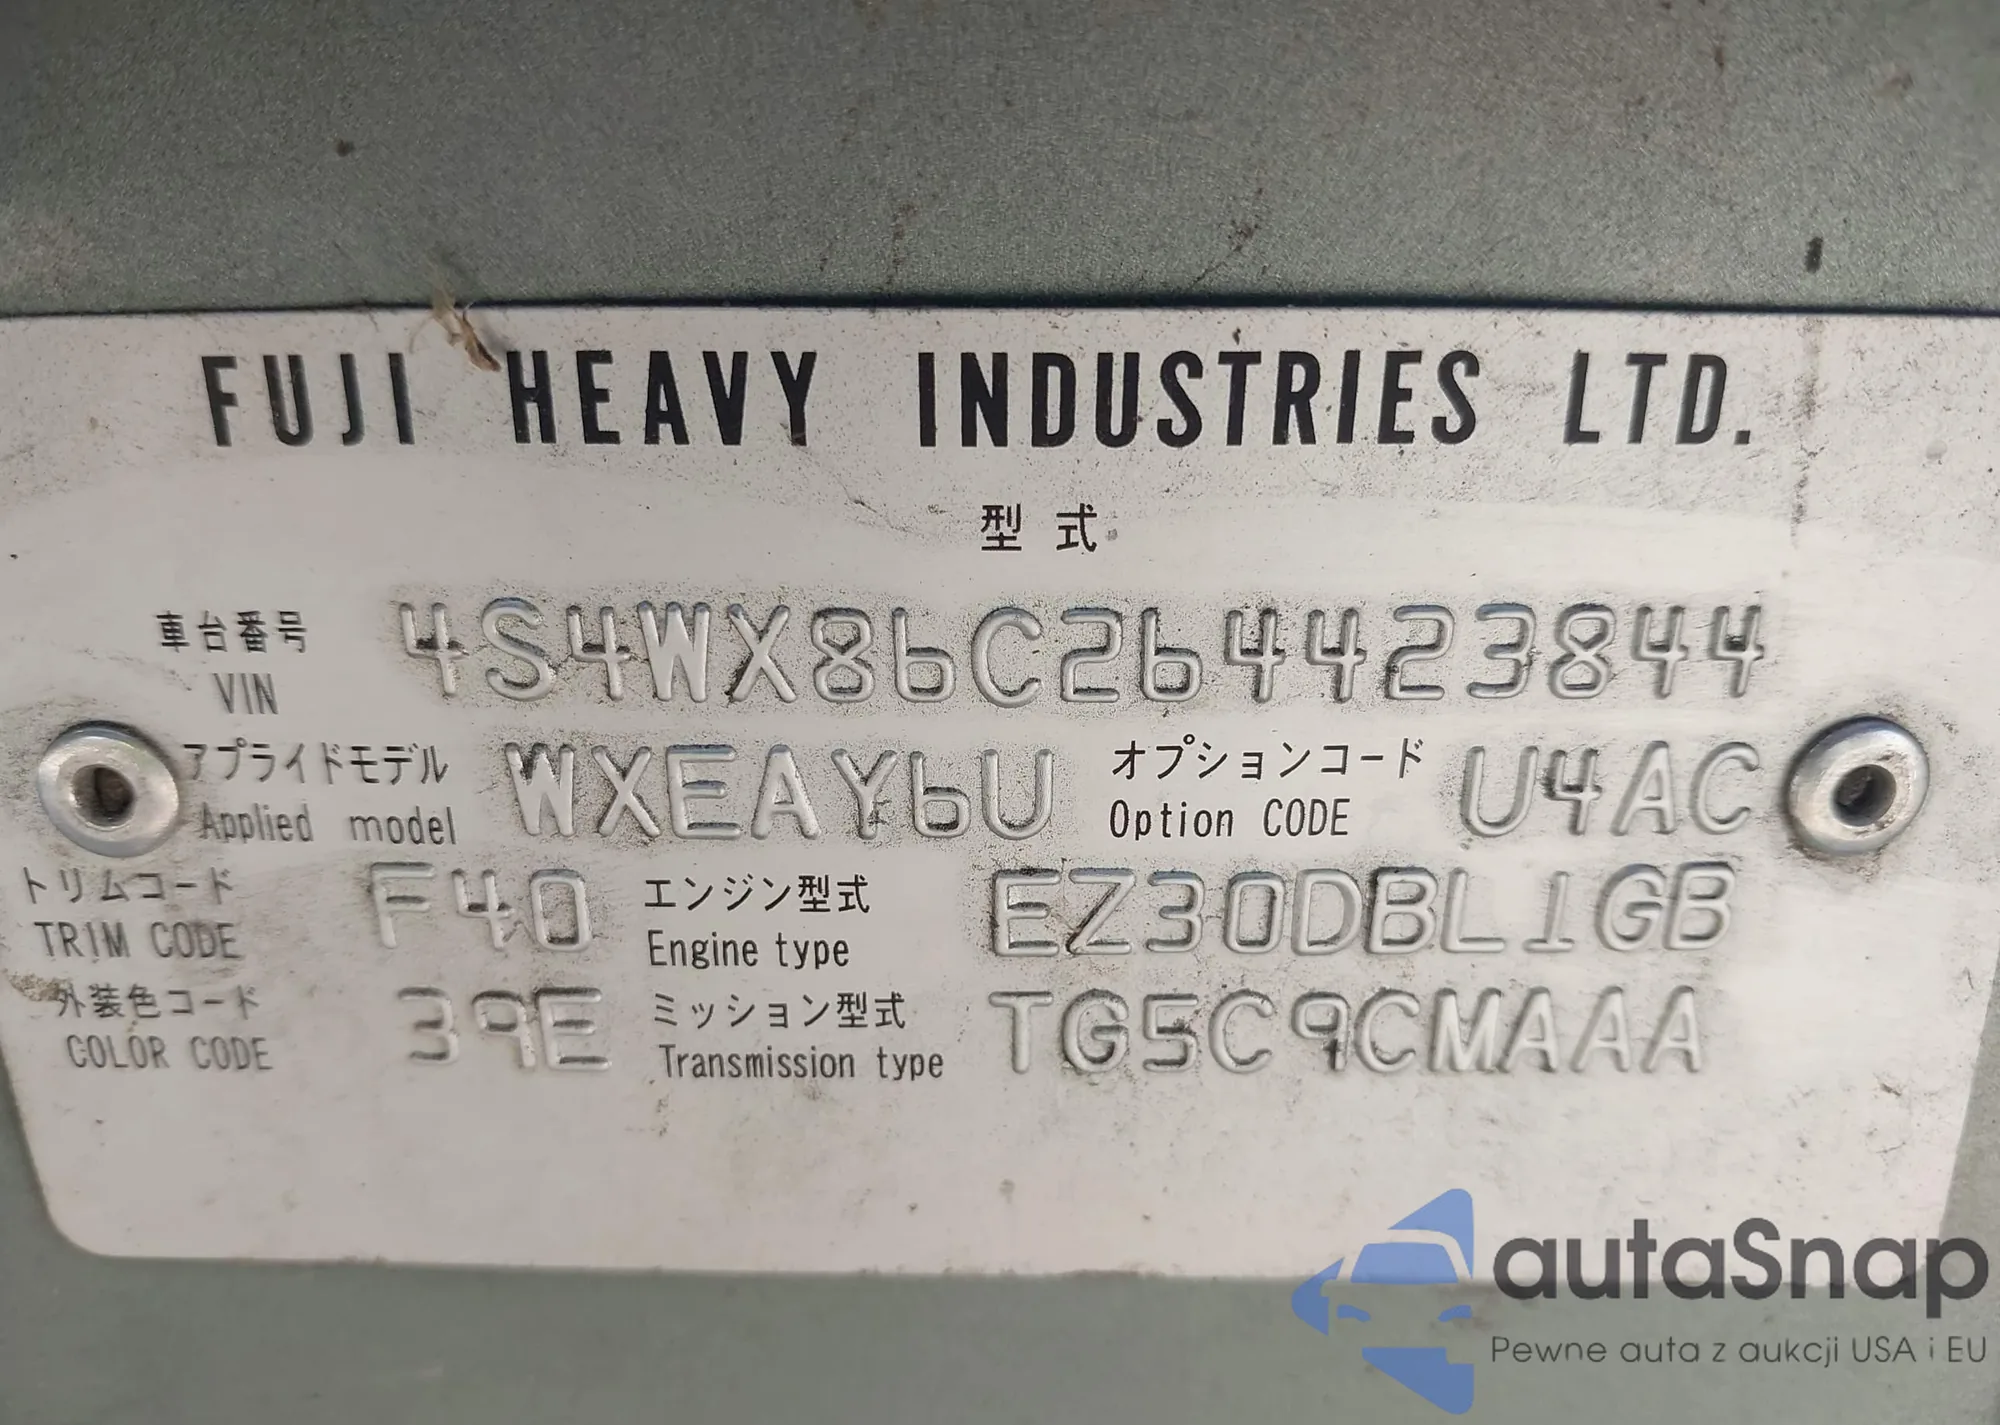 FUJI HEAVY INDUSTRIES LTD.
型式
車台番号 4S4WX86C264423844
VIN
アプライドモデル WXEAY6U オプションコード U4AC
Applied model Option CODE
トリムコード F40 エンジン型式 EZ30DBL1GB
TRIM CODE Engine type
外装色コード 39E ミッション型式 TG5C9CMAAA
COLOR CODE Transmission type
autaSnap
Pewne auta z aukcji USA i EU